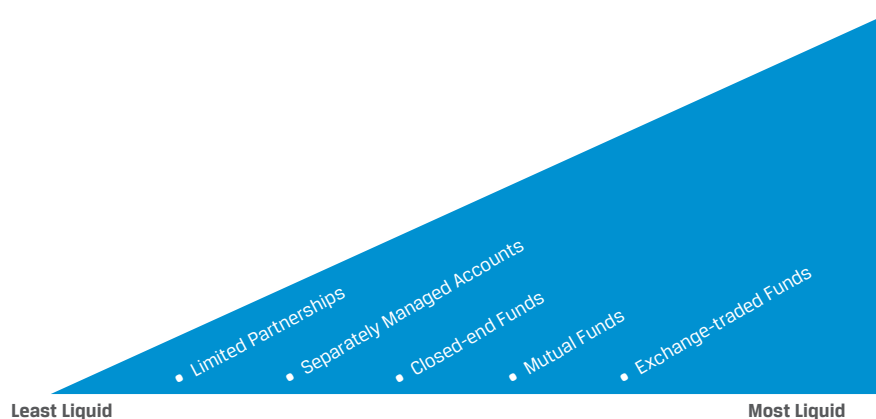 Limited Partnerships
Separately Managed Accounts
Closed-end Funds
Mutual Funds
Exchange-traded Funds
Least Liquid
Most Liquid